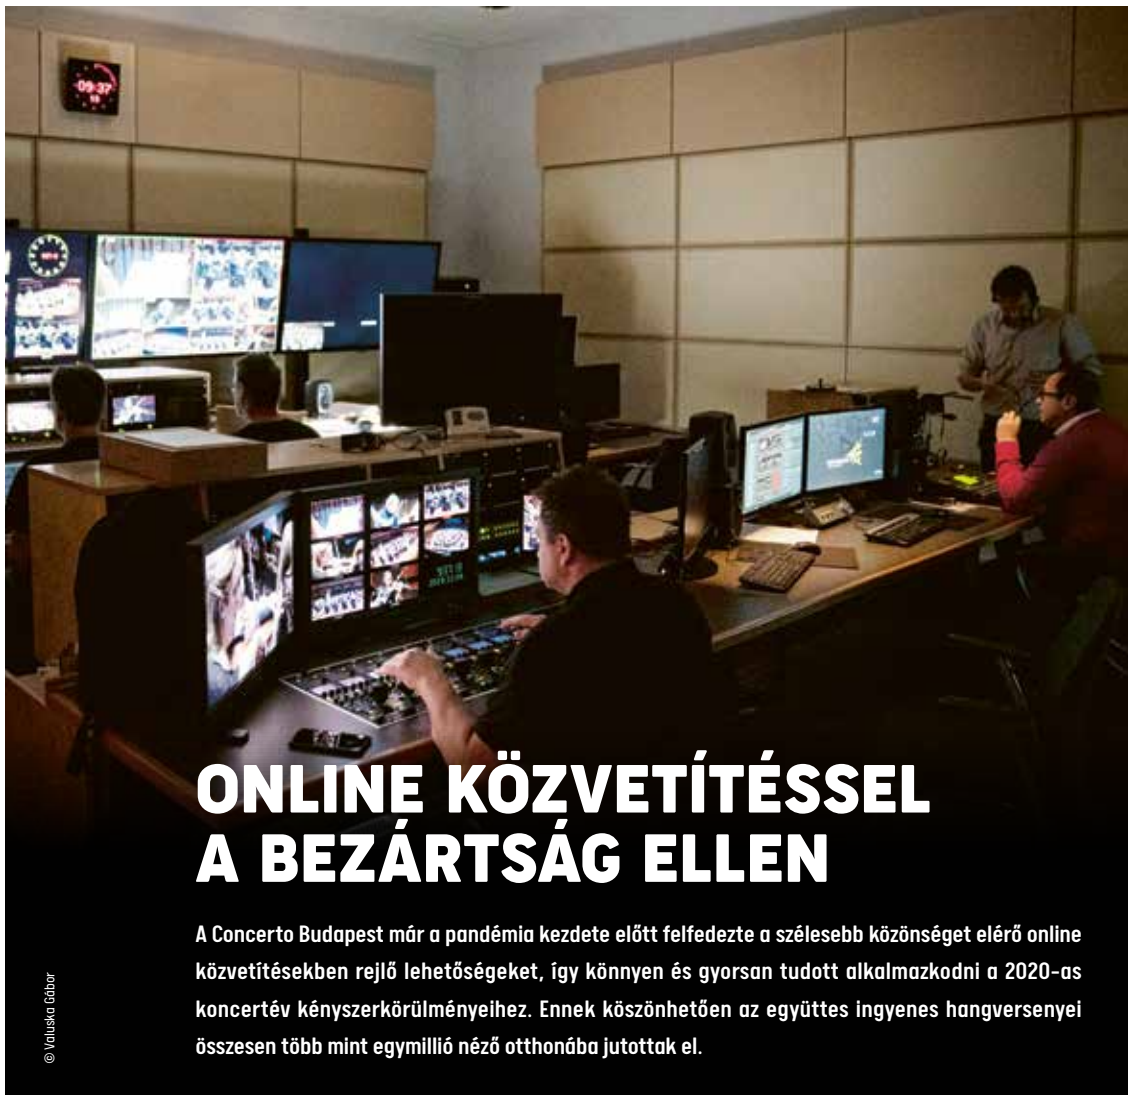 09:37
ONLINE KÖZVETÍTÉSSEL
A BEZÁRTSÁG ELLEN
A Concerto Budapest már a pandémia kezdete előtt felfedezte a szélesebb közönséget elérő online
közvetítésekben rejlő lehetőségeket, így könnyen és gyorsan tudott alkalmazkodni a 2020-as
koncertév kényszerkörülményeihez. Ennek köszönhetően az együttes ingyenes hangversenyei
összesen több mint egymillió néző otthonába jutottak el.
© Valuska Gábor